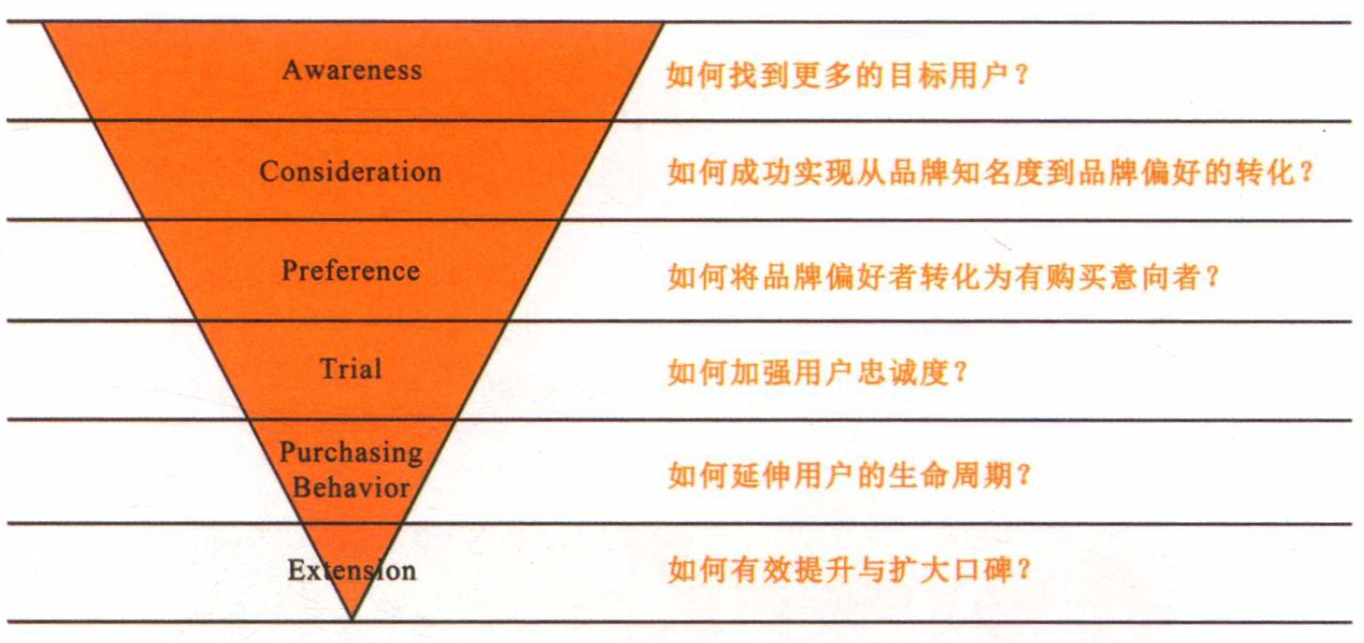 Awareness
如何找到更多的目标用户？
Consideration
如何成功实现从品牌知名度到品牌偏好的转化？
Preference
如何将品牌偏好者转化为有购买意向者？
Trial
如何加强用户忠诚度？
Purchasing
Behavior
如何延伸用户的生命周期？
Extension
如何有效提升与扩大口碑？